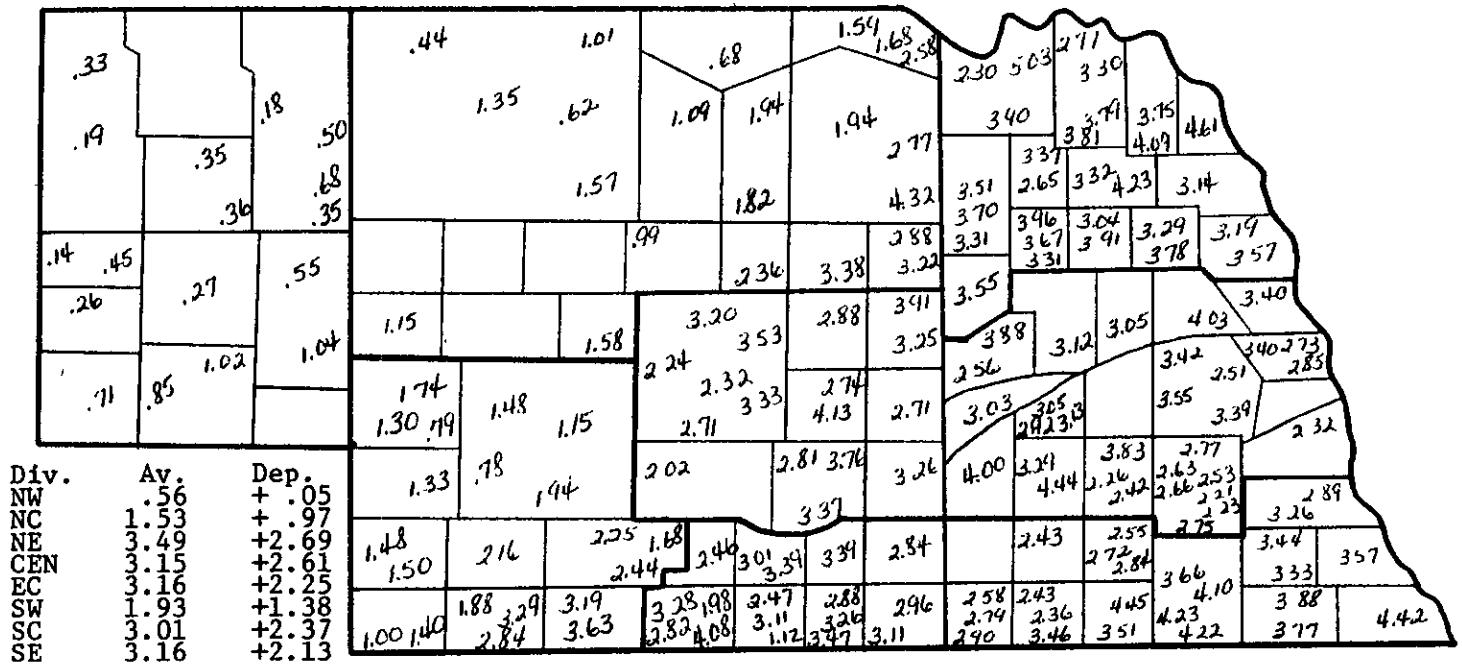 .44 1.01 .68 1.54 1.68 2.58
.33 2.30 5.03 2.71 3.30
.18 1.35 .62 1.09 1.94 1.94 3.40 3.79 3.81 3.75 4.07 4.61
.19 .50 2.77
.35 .68 1.57 3.37 2.65 3.32 4.23 3.14
.36 .35 1.82 4.32 3.51 3.70 3.31
3.96 3.67 3.31 3.04 3.91 3.29 3.78 3.19 3.57
.14 .45 .99 2.36 3.38 2.88 3.22
.27 .55 3.55 3.40
.26 1.15 1.58 3.20 3.53 2.88 3.91 3.25 3.88 3.12 3.05 4.03
1.02 1.04 2.24 2.32 3.33 2.71 2.74 4.13 2.71 2.56 3.42 2.51 3.40 2.73 2.85
.71 .85 1.74 1.30 .79 1.48 1.15 3.03 3.05 3.55 3.39 2.32
1.33 .78 1.94 2.02 2.81 3.76 3.26 4.00 3.29 4.44 3.83 2.26 2.42 2.77 2.63 2.53 2.66 2.21 2.23 2.75
3.37 2.89 3.26
1.48 1.50 2.16 2.25 1.68 2.44 2.46 3.01 3.39 3.39 2.84 2.43 2.55 2.72 2.84 3.44 3.33 3.57
3.66 4.10 4.23 4.22
1.00 1.40 1.88 3.29 2.84 3.19 3.63 3.28 1.98 2.82 4.08 2.47 3.11 1.12 2.88 3.26 3.47 2.96 3.11 2.58 2.79 2.90 2.43 2.36 3.46 4.45 3.51 3.88 3.77 4.42
Div. Av. Dep.
NW .56 + .05
NC 1.53 + .97
NE 3.49 +2.69
CEN 3.15 +2.61
EC 3.16 +2.25
SW 1.93 +1.38
SC 3.01 +2.37
SE 3.16 +2.13